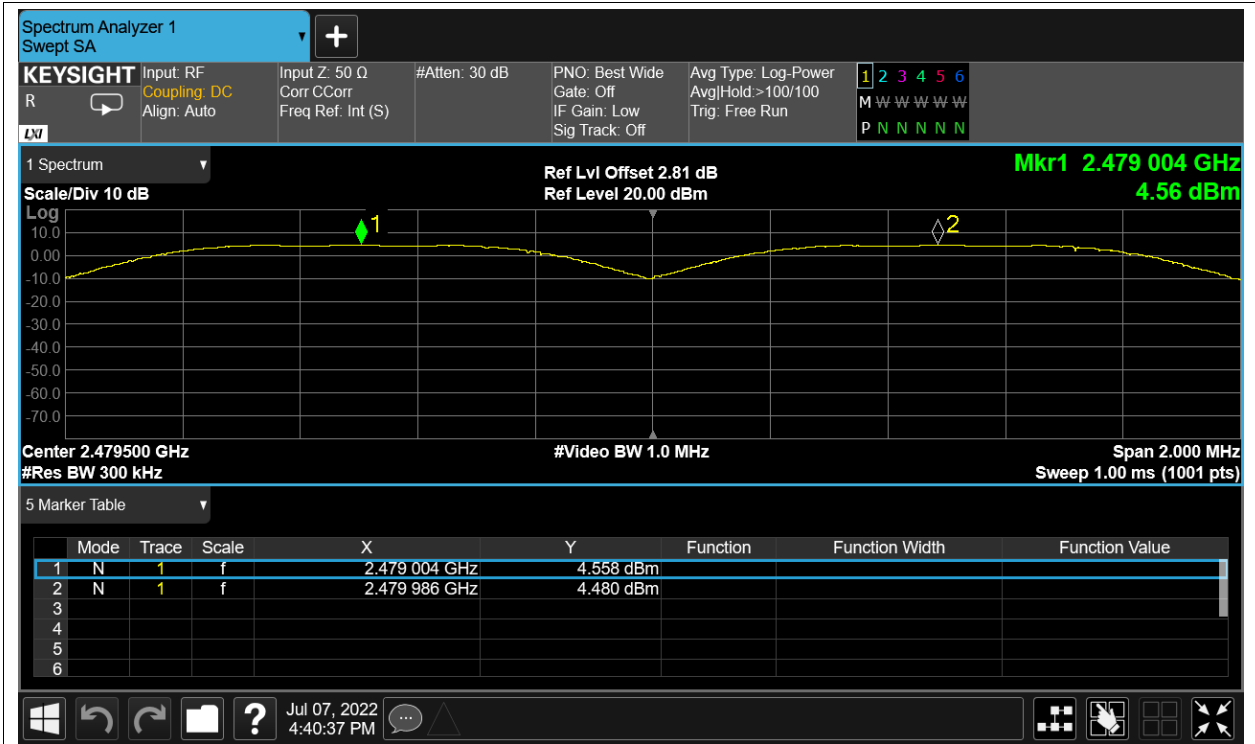 Spectrum Analyzer 1
Swept SA
+
KEYSIGHT Input: RF Input Z: 50 Ω #Atten: 30 dB PNO: Best Wide Avg Type: Log-Power 1 2 3 4 5 6
R Coupling: DC Corr CCorr Gate: Off Avg|Hold:>100/100 M W W W W W
Align: Auto Freq Ref: Int (S) IF Gain: Low Trig: Free Run
LXI Sig Track: Off P N N N N N
1 Spectrum Ref Lvl Offset 2.81 dB Mkr1 2.479 004 GHz
Scale/Div 10 dB Ref Level 20.00 dBm 4.56 dBm
Log
1 2
10.0
0.00
-10.0
-20.0
-30.0
-40.0
-50.0
-60.0
-70.0
Center 2.479500 GHz #Video BW 1.0 MHz Span 2.000 MHz
#Res BW 300 kHz Sweep 1.00 ms (1001 pts)
5 Marker Table
Mode Trace Scale X Y Function Function Width Function Value
1 N 1 f 2.479 004 GHz 4.558 dBm
2 N 1 f 2.479 986 GHz 4.480 dBm
3
4
5
6
? Jul 07, 2022
4:40:37 PM